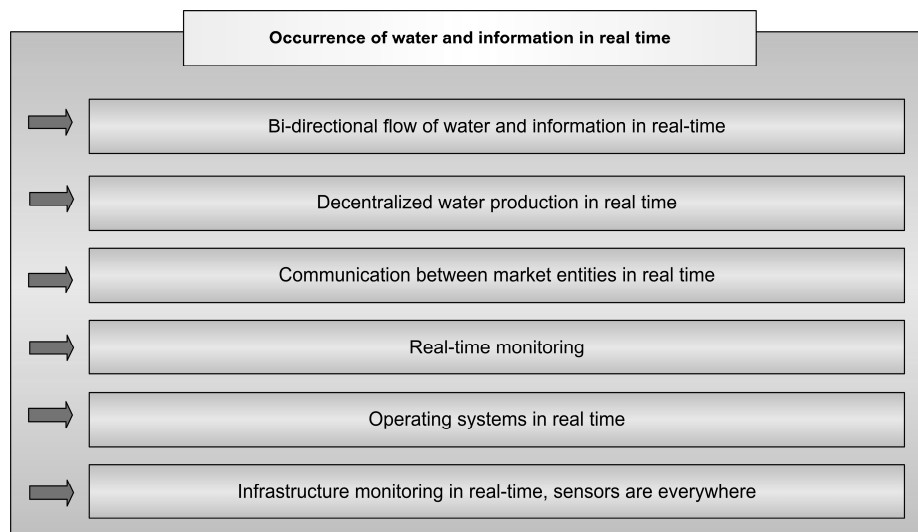 Occurrence of water and information in real time
Bi-directional flow of water and information in real-time
Decentralized water production in real time
Communication between market entities in real time
Real-time monitoring
Operating systems in real time
Infrastructure monitoring in real-time, sensors are everywhere